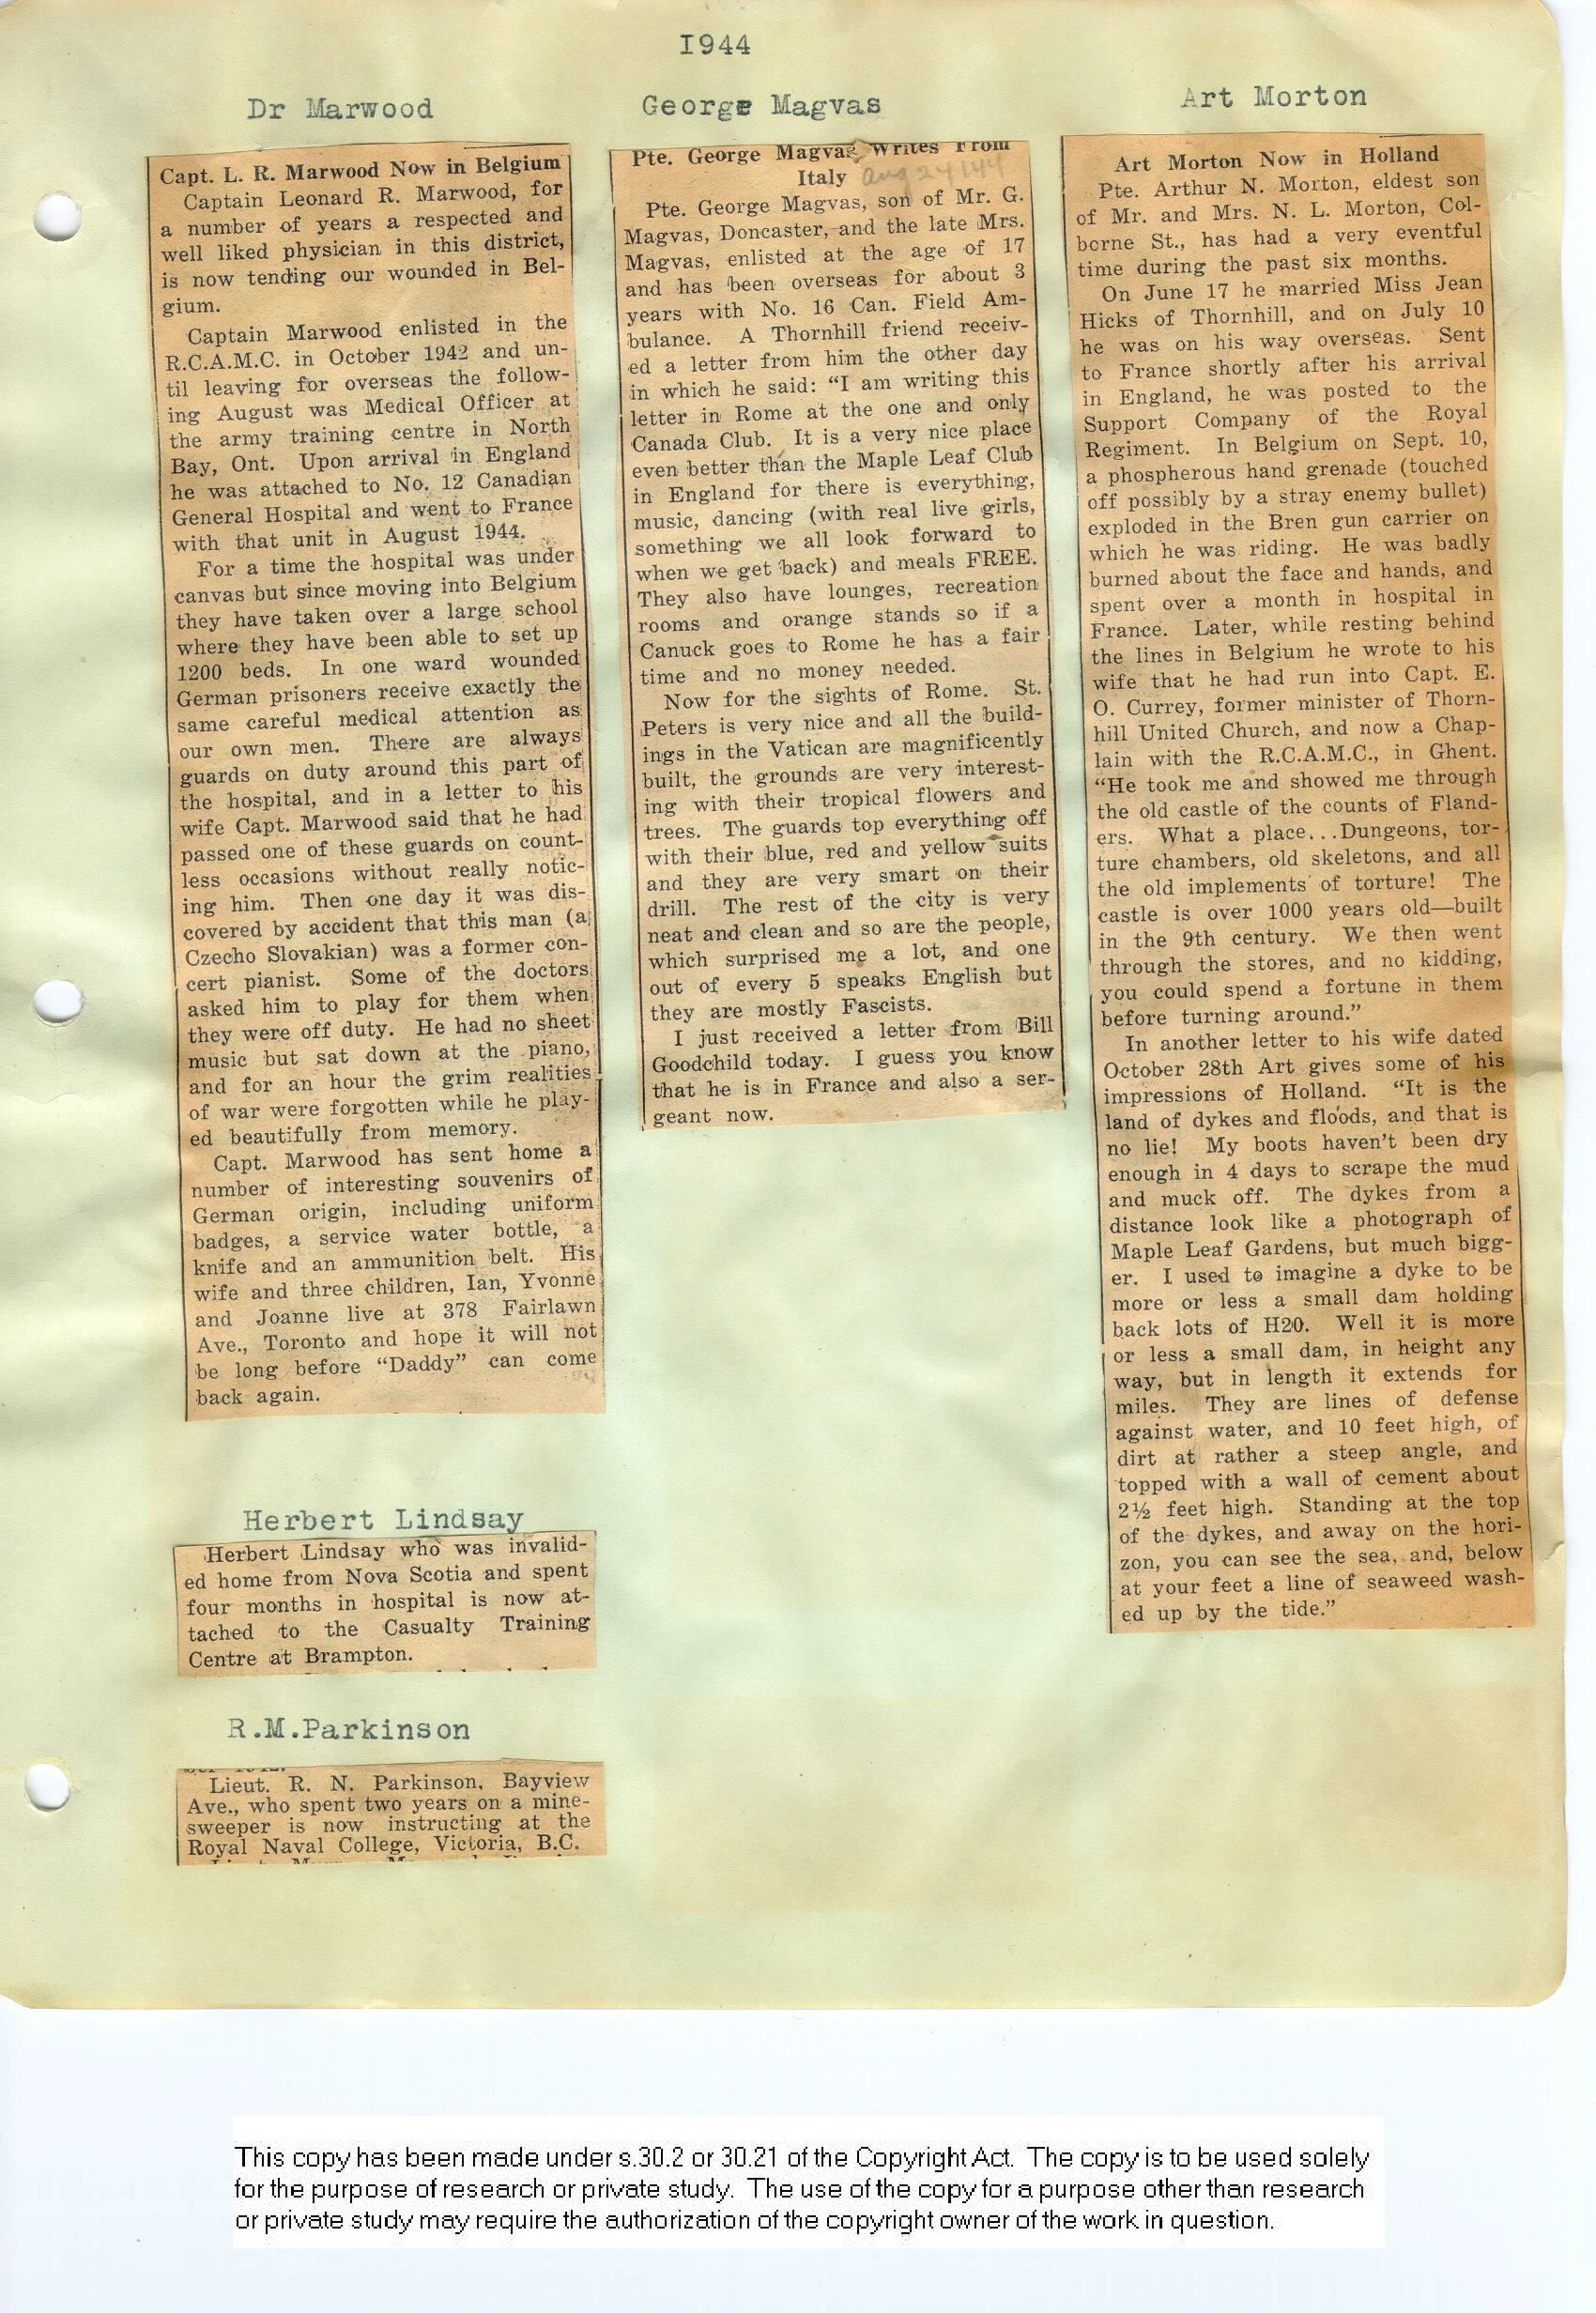 1944
Dr Marwood
Capt. L. R. Marwood Now in Belgium
Captain Leonard R. Marwood, for
a number of years a respected and
well liked physician in this district,
is now tending our wounded in Bel-
gium.
Captain Marwood enlisted in the
R.C.A.M.C. in October 1942 and un-
til leaving for overseas the follow-
ing August was Medical Officer at
the army training centre in North
Bay, Ont. Upon arrival in England
he was attached to No. 12 Canadian
General Hospital and went to France
with that unit in August 1944.
For a time the hospital was under
canvas but since moving into Belgium
they have taken over a large school
where they have been able to set up
1200 beds. In one ward wounded
German prisoners receive exactly the
same careful medical attention as
our own men. There are always
guards on duty around this part of
the hospital, and in a letter to his
wife Capt. Marwood said that he had
passed one of these guards on count-
less occasions without really notic-
ing him. Then one day it was dis-
covered by accident that this man (a
Czecho Slovakian) was a former con-
cert pianist. Some of the doctors
asked him to play for them when
they were off duty. He had no sheet
music but sat down at the piano,
and for an hour the grim realities
of war were forgotten while he play-
ed beautifully from memory.
Capt. Marwood has sent home a
number of interesting souvenirs of
German origin, including uniform
badges, a service water bottle, a
knife and an ammunition belt. His
wife and three children, Ian, Yvonne
and Joanne live at 378 Fairlawn
Ave., Toronto and hope it will not
be long before “Daddy” can come
back again.
Herbert Lindsay
Herbert Lindsay who was invalid-
ed home from Nova Scotia and spent
four months in hospital is now at-
tached to the Casualty Training
Centre at Brampton.
R.M.Parkinson
Lieut. R. N. Parkinson, Bayview
Ave., who spent two years on a mine-
sweeper is now instructing at the
Royal Naval College, Victoria, B.C.
George Magvas
Pte. George Magvas Writes From
Italy Aug 24/44
Pte. George Magvas, son of Mr. G.
Magvas, Doncaster, and the late Mrs.
Magvas, enlisted at the age of 17
and has been overseas for about 3
years with No. 16 Can. Field Am-
bulance. A Thornhill friend receiv-
ed a letter from him the other day
in which he said: “I am writing this
letter in Rome at the one and only
Canada Club. It is a very nice place
even better than the Maple Leaf Club
in England for there is everything,
music, dancing (with real live girls,
something we all look forward to
when we get back) and meals FREE.
They also have lounges, recreation
rooms and orange stands so if a
Canuck goes to Rome he has a fair
time and no money needed.
Now for the sights of Rome. St.
Peters is very nice and all the build-
ings in the Vatican are magnificently
built, the grounds are very interest-
ing with their tropical flowers and
trees. The guards top everything off
with their blue, red and yellow suits
and they are very smart on their
drill. The rest of the city is very
neat and clean and so are the people,
which surprised me a lot, and one
out of every 5 speaks English but
they are mostly Fascists.
I just received a letter from Bill
Goodchild today. I guess you know
that he is in France and also a ser-
geant now.
Art Morton
Art Morton Now in Holland
Pte. Arthur N. Morton, eldest son
of Mr. and Mrs. N. L. Morton, Col-
borne St., has had a very eventful
time during the past six months.
On June 17 he married Miss Jean
Hicks of Thornhill, and on July 10
he was on his way overseas. Sent
to France shortly after his arrival
in England, he was posted to the
Support Company of the Royal
Regiment. In Belgium on Sept. 10,
a phospherous hand grenade (touched
off possibly by a stray enemy bullet)
exploded in the Bren gun carrier on
which he was riding. He was badly
burned about the face and hands, and
spent over a month in hospital in
France. Later, while resting behind
the lines in Belgium he wrote to his
wife that he had run into Capt. E.
O. Currey, former minister of Thorn-
hill United Church, and now a Chap-
lain with the R.C.A.M.C., in Ghent.
“He took me and showed me through
the old castle of the counts of Fland-
ers. What a place...Dungeons, tor-
ture chambers, old skeletons, and all
the old implements of torture! The
castle is over 1000 years old—built
in the 9th century. We then went
through the stores, and no kidding,
you could spend a fortune in them
before turning around.”
In another letter to his wife dated
October 28th Art gives some of his
impressions of Holland. “It is the
land of dykes and floods, and that is
no lie! My boots haven't been dry
enough in 4 days to scrape the mud
and muck off. The dykes from a
distance look like a photograph of
Maple Leaf Gardens, but much bigg-
er. I used to imagine a dyke to be
more or less a small dam holding
back lots of H20. Well it is more
or less a small dam, in height any
way, but in length it extends for
miles. They are lines of defense
against water, and 10 feet high, of
dirt at rather a steep angle, and
topped with a wall of cement about
2½ feet high. Standing at the top
of the dykes, and away on the hori-
zon, you can see the sea, and, below
at your feet a line of seaweed wash-
ed up by the tide.”
This copy has been made under s.30.2 or 30.21 of the Copyright Act. The copy is to be used solely
for the purpose of research or private study. The use of the copy for a purpose other than research
or private study may require the authorization of the copyright owner of the work in question.